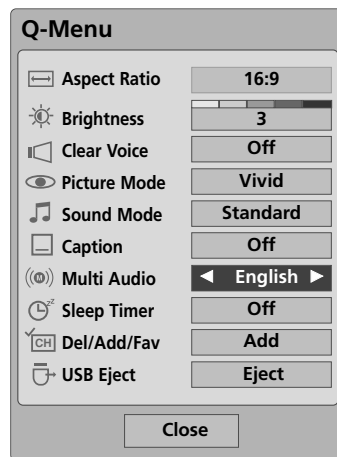 Q-Menu
Aspect Ratio 16:9
Brightness 3
Clear Voice Off
Picture Mode Vivid
Sound Mode Standard
Caption Off
Multi Audio ◀ English ▶
zz Sleep Timer Off
CH Del/Add/Fav Add
USB Eject Eject
Close